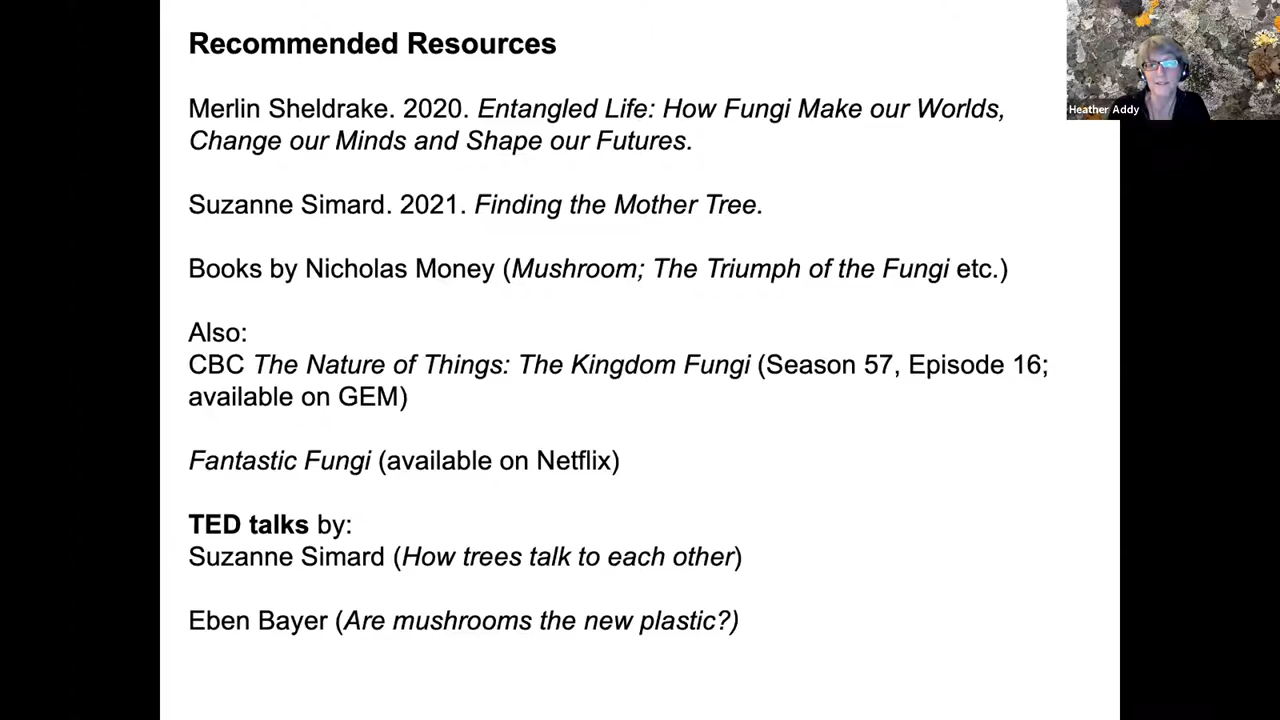 Recommended Resources
Heather Addy
Merlin Sheldrake. 2020. Entangled Life: How Fungi Make our Worlds,
Change our Minds and Shape our Futures.
Suzanne Simard. 2021. Finding the Mother Tree.
Books by Nicholas Money (Mushroom; The Triumph of the Fungi etc.)
Also:
CBC The Nature of Things: The Kingdom Fungi (Season 57, Episode 16;
available on GEM)
Fantastic Fungi (available on Netflix)
TED talks by:
Suzanne Simard (How trees talk to each other)
Eben Bayer (Are mushrooms the new plastic?)